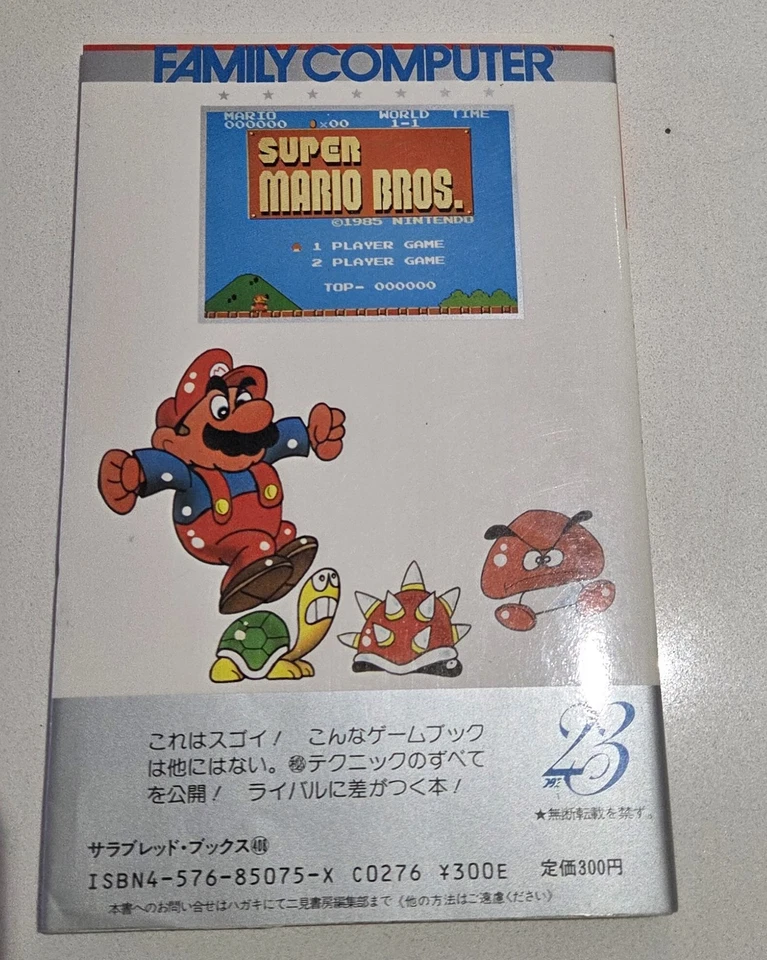 FAMILY COMPUTER™
MARIO WORLD TIME
000000 ×00 1-1
SUPER
MARIO BROS.
©1985 NINTENDO
1 PLAYER GAME
2 PLAYER GAME
TOP- 000000
M
これはスゴイ! こんなゲームブック
は他にはない。㊙テクニックのすべて
を公開! ライバルに差がつく本!
23
★無断転載を禁ず。
サラブレッド・ブックス
ISBN4-576-85075-X C0276 ¥300E 定価300円
本書へのお問い合せはハガキにて二見書房編集部まで《他の方法はご遠慮ください》